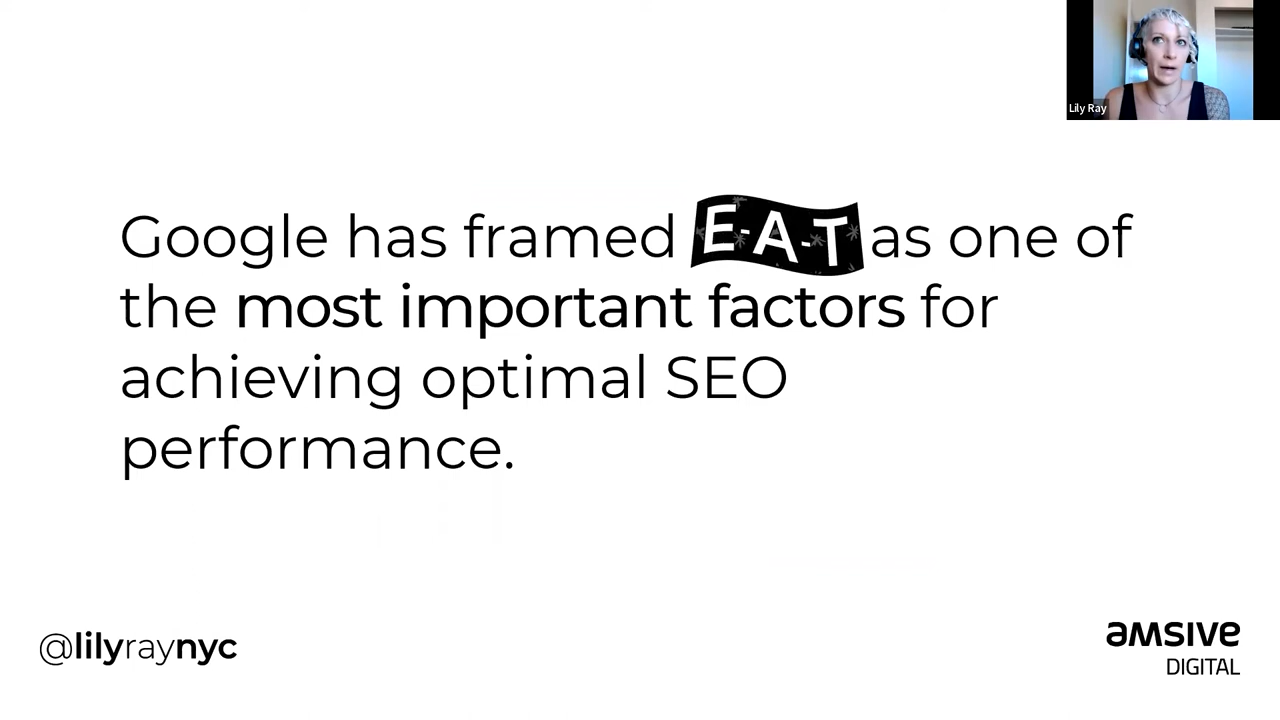 Lily Ray
Google has framed E-A-T as one of
the most important factors for
achieving optimal SEO
performance.
@lilyraynyc
amsive
DIGITAL